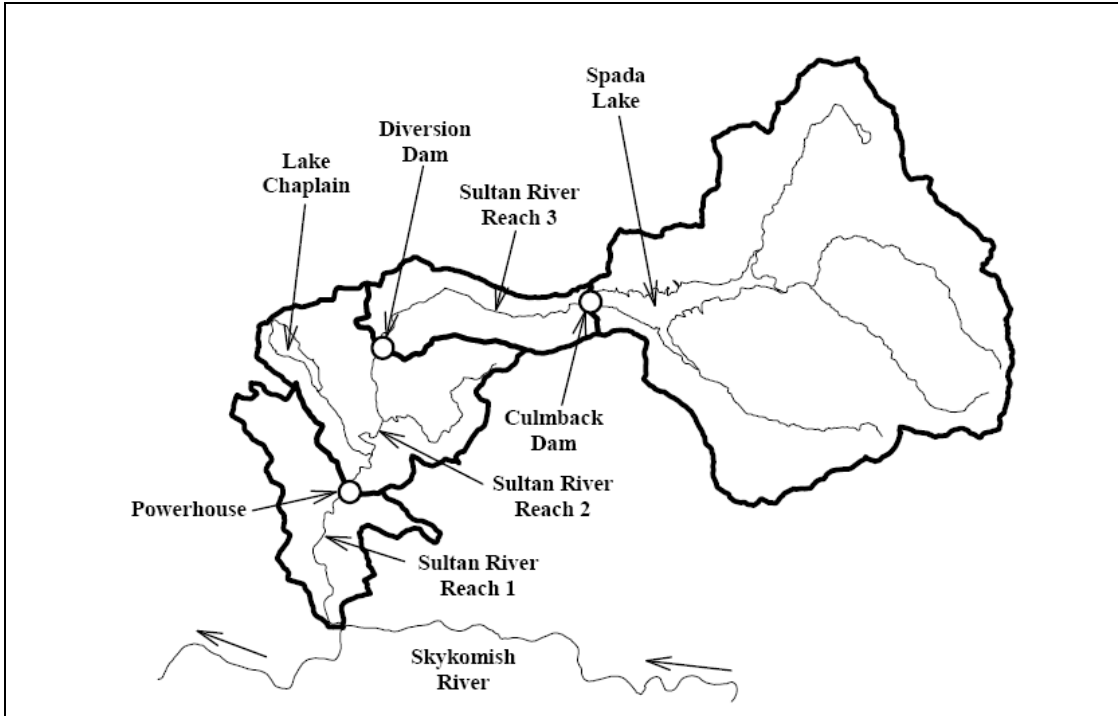 Spada
Lake
Diversion
Dam
Lake
Chaplain
Sultan River
Reach 3
Culmback
Dam
Sultan River
Reach 2
Powerhouse
Sultan River
Reach 1
Skykomish
River